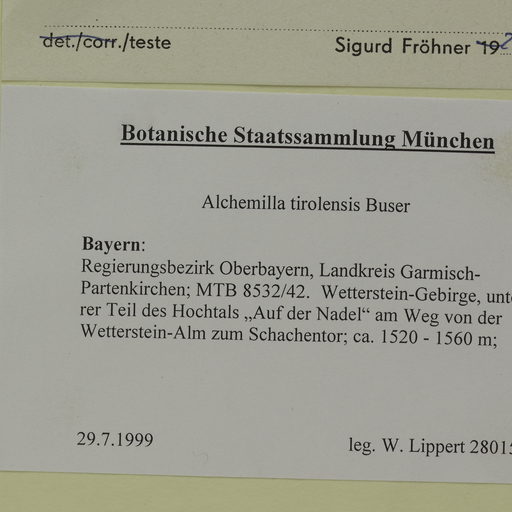 det./corr./teste Sigurd Fröhner 19
Botanische Staatssammlung München
Alchemilla tirolensis Buser
Bayern:
Regierungsbezirk Oberbayern, Landkreis Garmisch-
Partenkirchen; MTB 8532/42. Wetterstein-Gebirge, unte
rer Teil des Hochtals „Auf der Nadel“ am Weg von der
Wetterstein-Alm zum Schachentor; ca. 1520 - 1560 m;
29.7.1999 leg. W. Lippert 2801